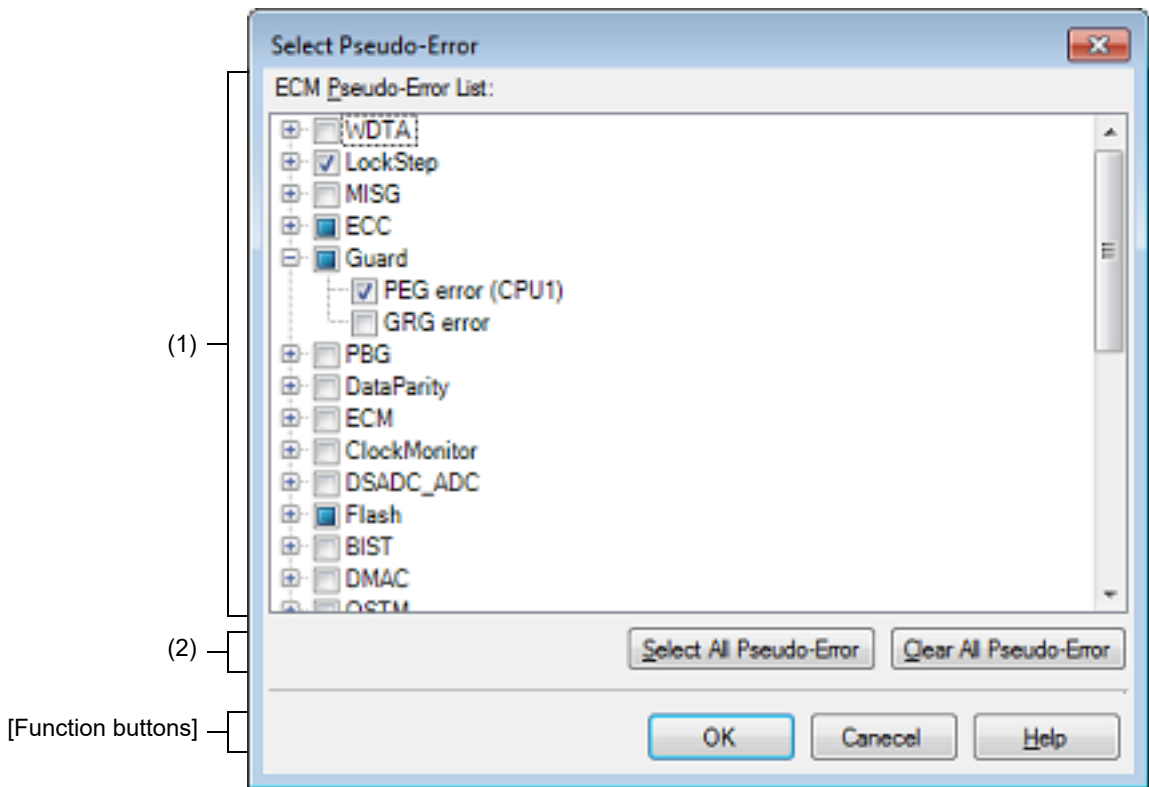 Select Pseudo-Error
ECM Pseudo-Error List:
WDTA
LockStep
MISG
ECC
Guard
PEG error (CPU1)
GRG error
(1)
PBG
DataParity
ECM
ClockMonitor
DSADC_ADC
Flash
BIST
DMAC
OSTM
(2)
Select All Pseudo-Error Clear All Pseudo-Error
[Function buttons]
OK Canecel Help